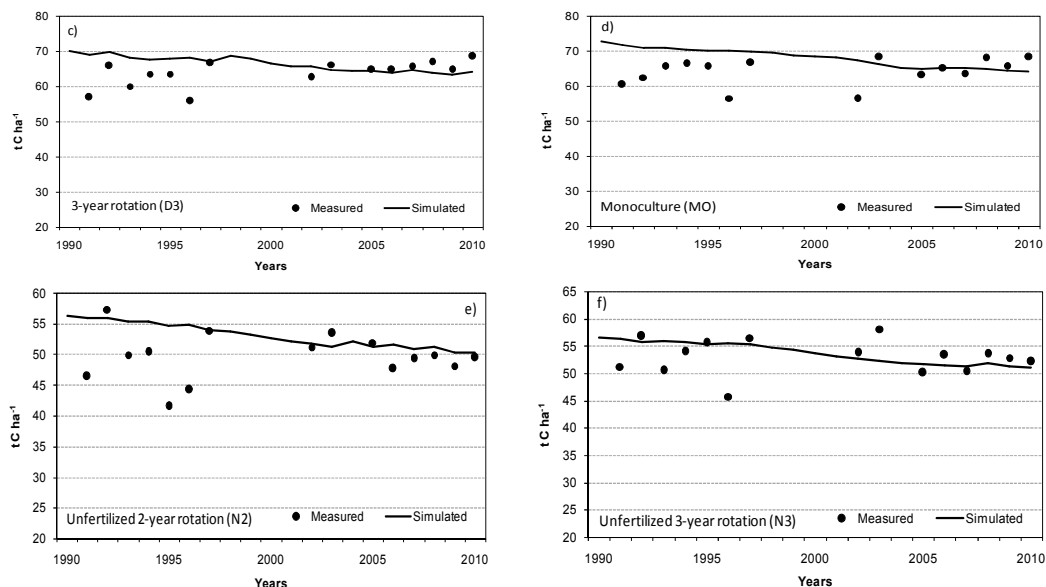 c)
80
70
60
50
40
30
20
t C ha-1
3-year rotation (D3)
Measured
Simulated
1990 1995 2000 2005 2010
Years
d)
80
70
60
50
40
30
20
t C ha-1
Monoculture (MO)
Measured
Simulated
1990 1995 2000 2005 2010
Years
e)
60
55
50
45
40
35
30
25
20
t C ha-1
Unfertilized 2-year rotation (N2)
Measured
Simulated
1990 1995 2000 2005 2010
Years
f)
65
60
55
50
45
40
35
30
25
20
t C ha-1
Unfertilized 3-year rotation (N3)
Measured
Simulated
1990 1995 2000 2005 2010
Years